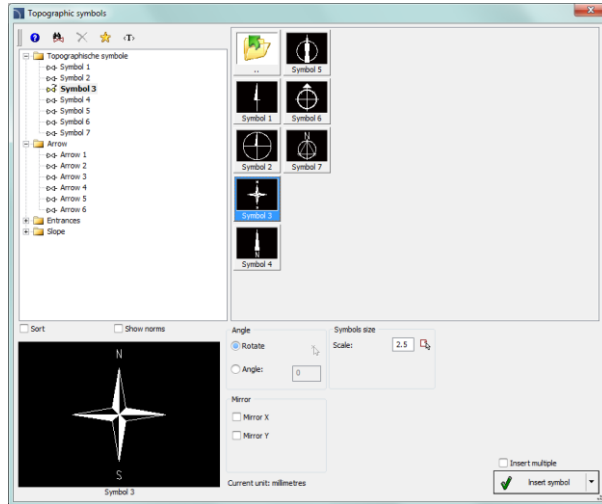 Topographic symbols
Topographische symbole
Symbol 1
Symbol 2
Symbol 3
Symbol 4
Symbol 5
Symbol 6
Symbol 7
Arrow
Arrow 1
Arrow 2
Arrow 3
Arrow 4
Arrow 5
Arrow 6
Entrances
Slope
..
Symbol 5
Symbol 1
Symbol 6
N
Symbol 2
Symbol 7
Symbol 3
N
Symbol 4
Sort
Show norms
N
S
Symbol 3
Angle
Rotate
Angle:
0
Symbols size
Scale:
2.5
Mirror
Mirror X
Mirror Y
Current unit: millimetres
Insert multiple
Insert symbol